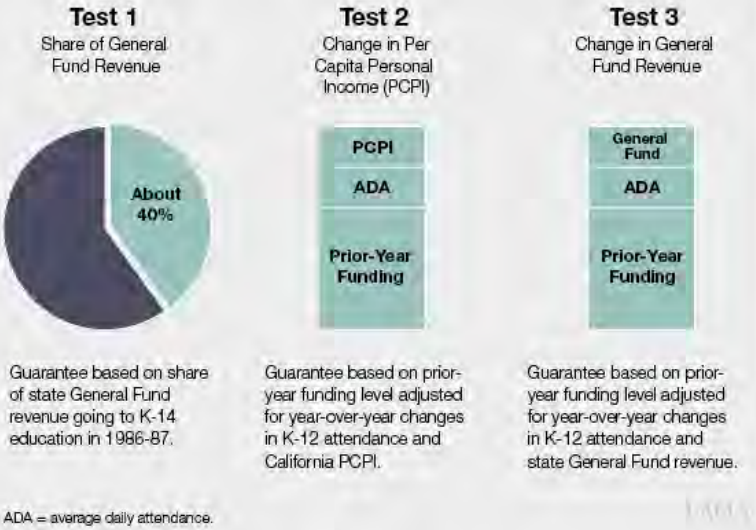 Test 1
Share of General
Fund Revenue
About
40%
Guarantee based on share
of state General Fund
revenue going to K-14
education in 1986-87.
Test 2
Change in Per
Capita Personal
Income (PCPI)
PCPI
ADA
Prior-Year
Funding
Guarantee based on prior-
year funding level adjusted
for year-over-year changes
in K-12 attendance and
California PCPI.
Test 3
Change in General
Fund Revenue
General
Fund
ADA
Prior-Year
Funding
Guarantee based on prior-
year funding level adjusted
for year-over-year changes
in K-12 attendance and
state General Fund revenue.
ADA = average daily attendance.